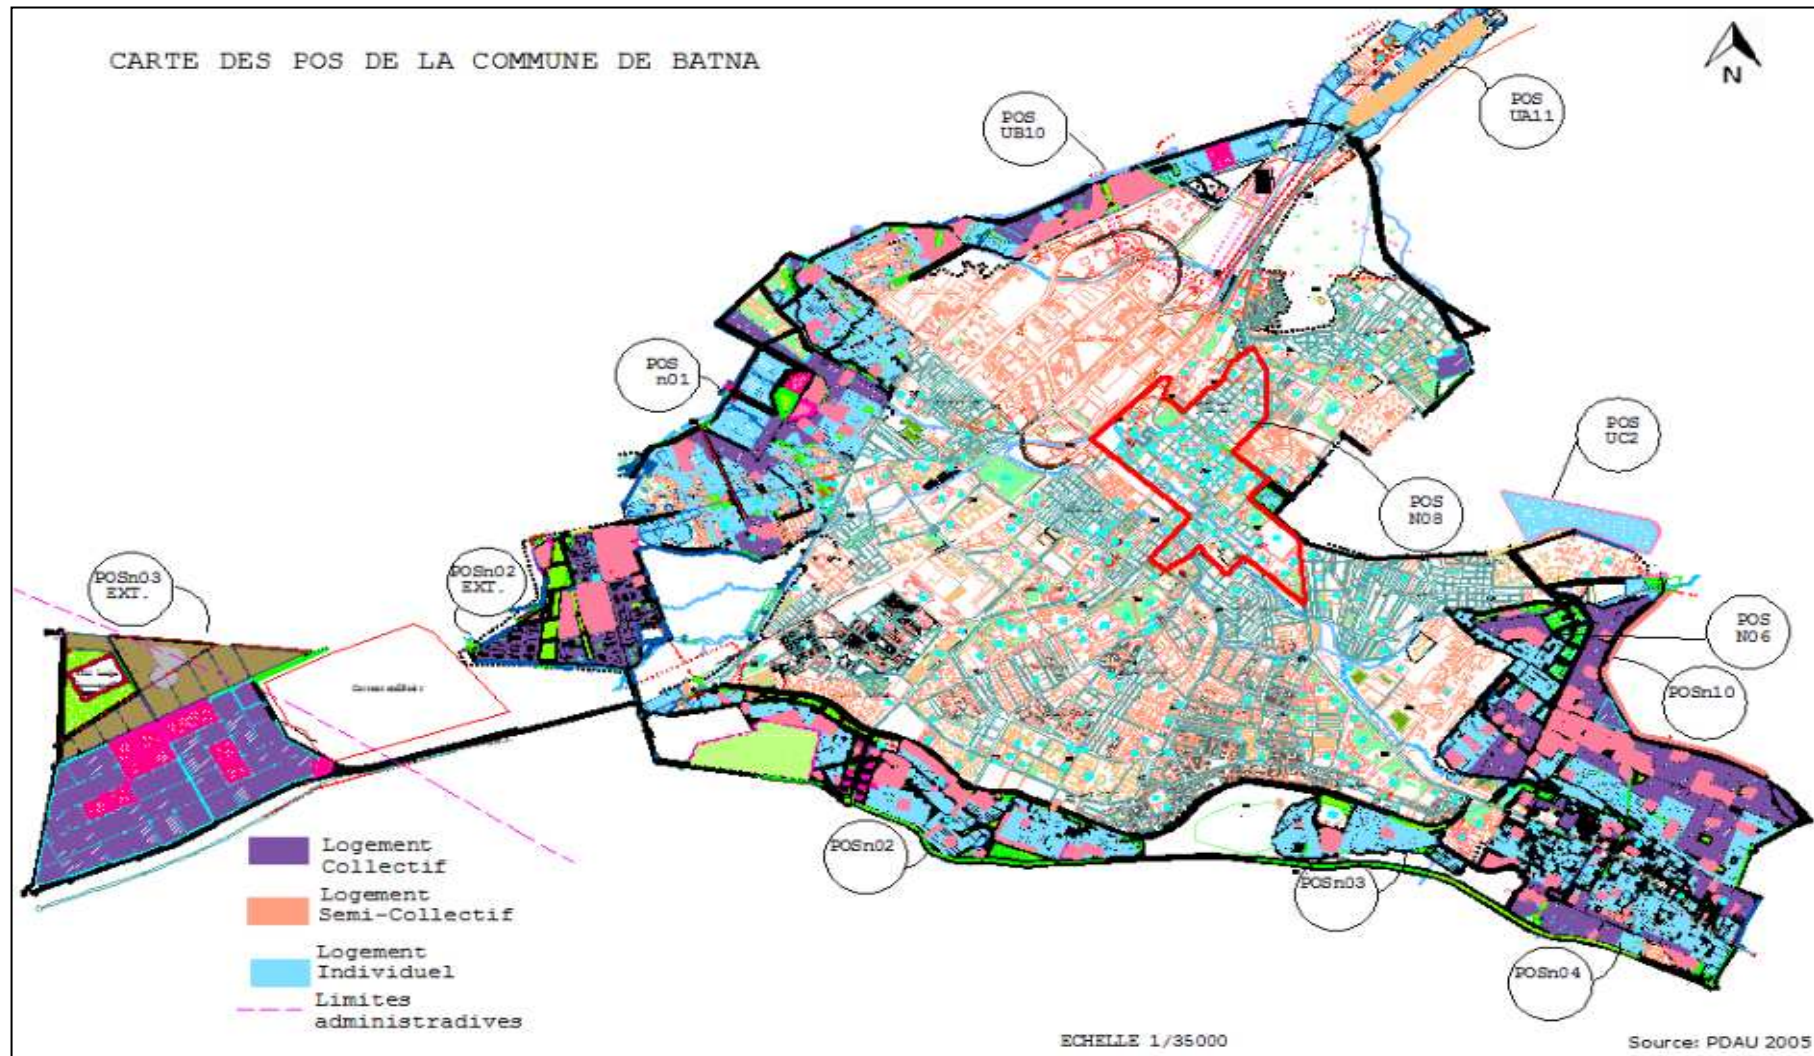 CARTE DES POS DE LA COMMUNE DE BATNA
N
POS
UA11
POS
UB10
POS
n01
POS
UC2
POS
N08
POSn03
EXT.
POSn02
EXT.
POS
N06
POSn10
POSn02
POSn03
POSn04
Logement
Collectif
Logement
Semi-Collectif
Logement
Individuel
Limites
administradives
ECHELLE 1/35000
Source: PDAU 2005